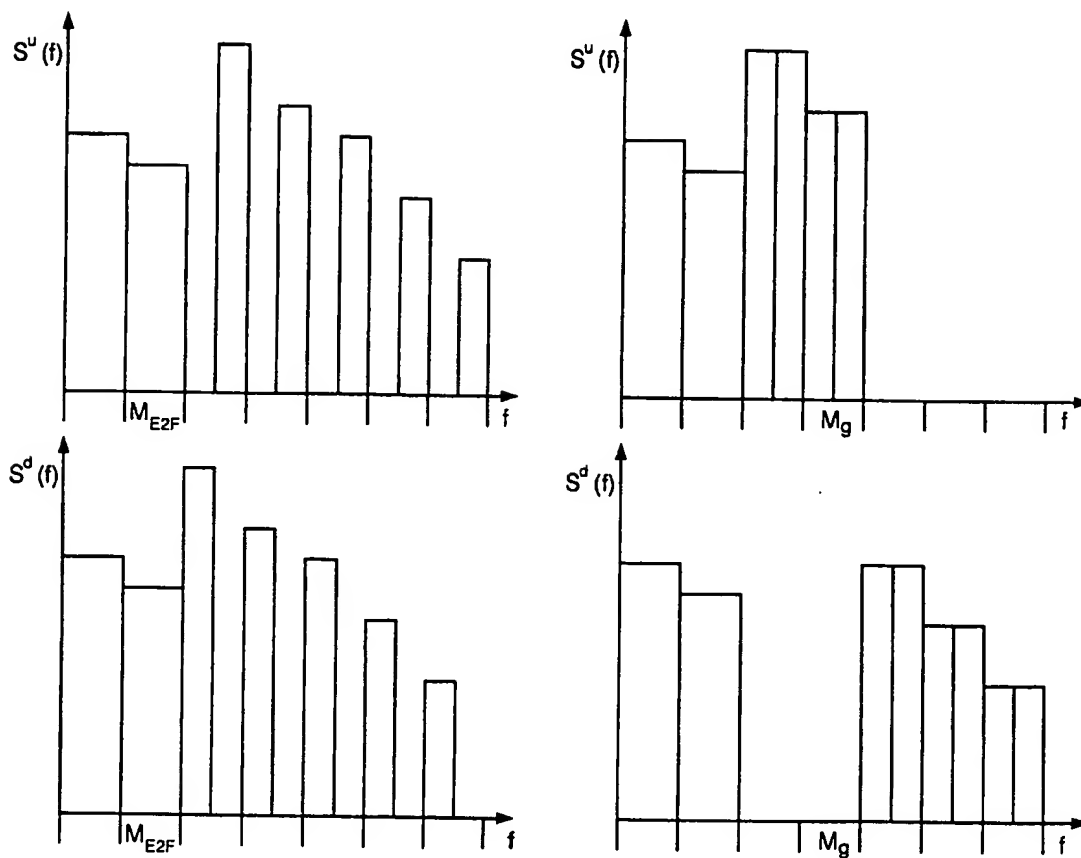 S^u (f)
M_E2F
f
S^u (f)
M_g
f
S^d (f)
M_E2F
f
S^d (f)
M_g
f